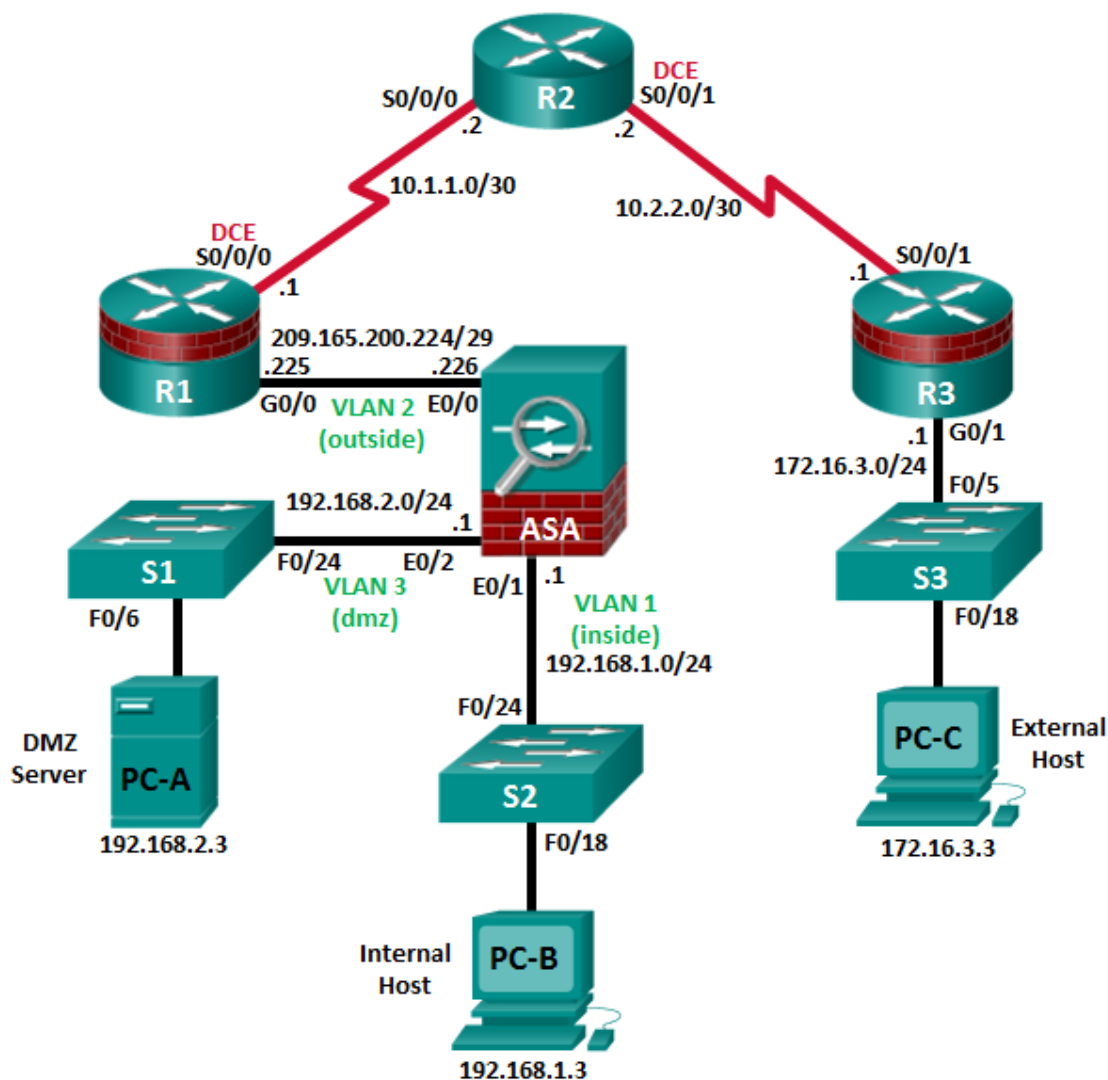 DCE
S0/0/0
R2
S0/0/1
.2
.2
10.1.1.0/30
10.2.2.0/30
DCE
S0/0/0
S0/0/1
.1
.1
209.165.200.224/29
.225
.226
R1
R3
G0/0
VLAN 2
(outside)
E0/0
.1
G0/1
172.16.3.0/24
F0/5
192.168.2.0/24
.1
ASA
S1
F0/24
E0/2
VLAN 3
(dmz)
E0/1
.1
VLAN 1
(inside)
S3
F0/6
F0/18
192.168.1.0/24
F0/24
DMZ
Server
PC-A
PC-C
External
Host
S2
192.168.2.3
F0/18
172.16.3.3
Internal
Host
PC-B
192.168.1.3